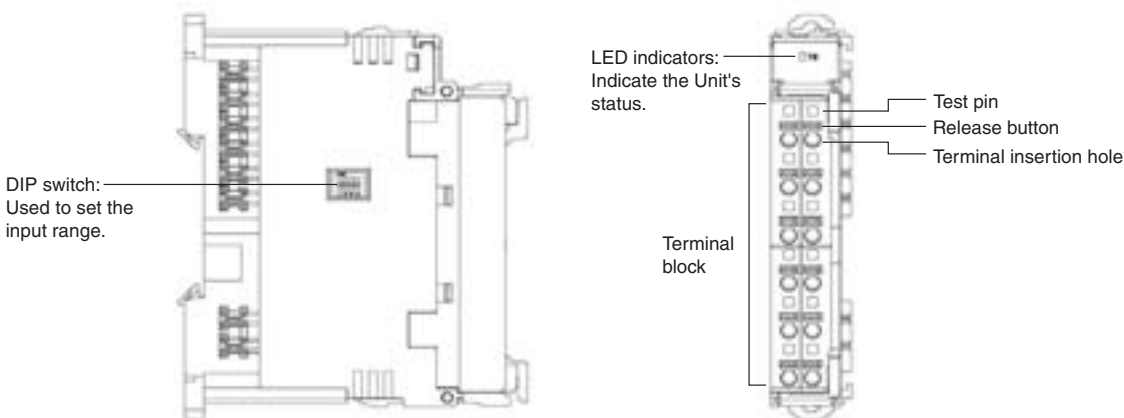 DIP switch:
Used to set the
input range.
LED indicators:
Indicate the Unit's
status.
Test pin
Release button
Terminal insertion hole
Terminal
block